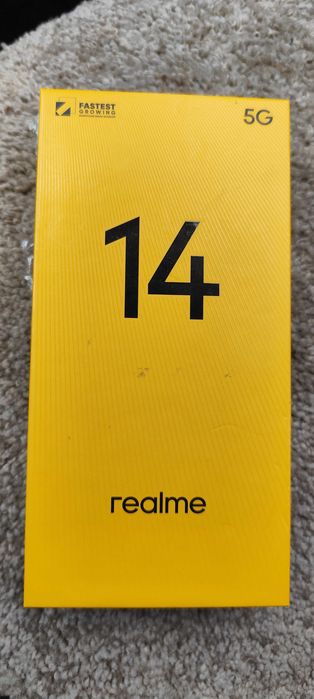 FASTEST
GROWING
5G
14
realme